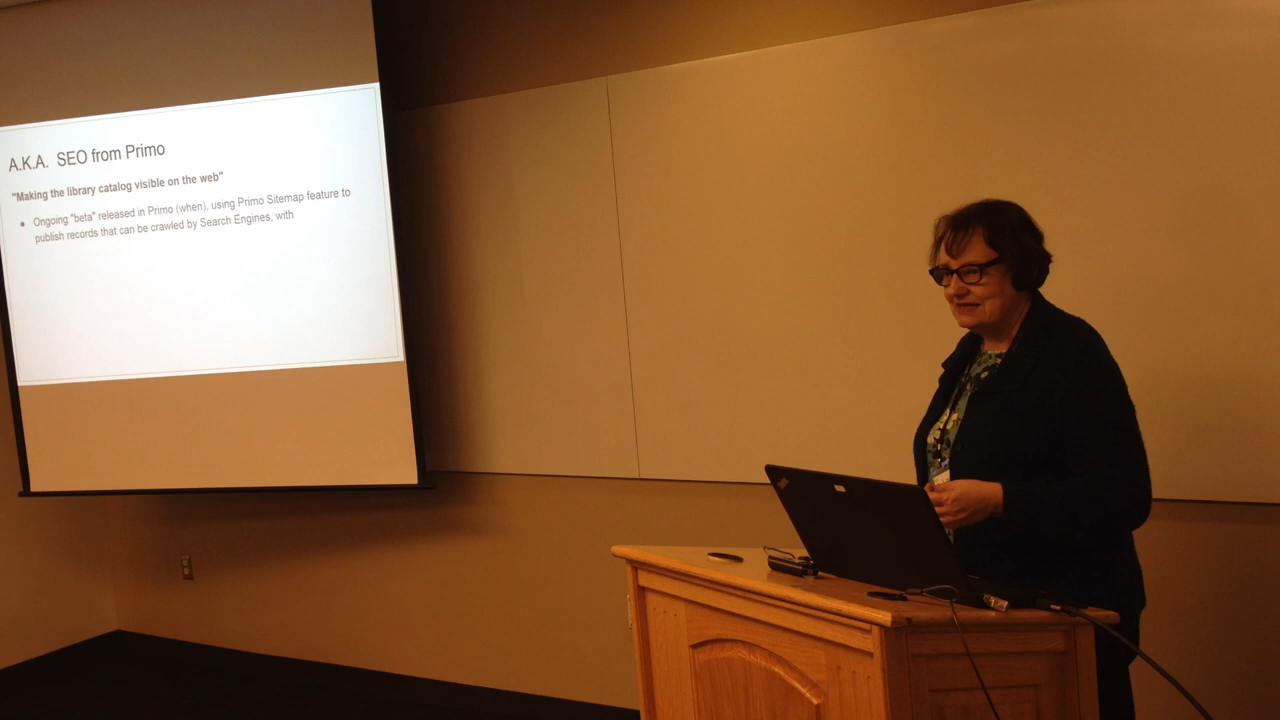 A.K.A. SEO from Primo
"Making the library catalog visible on the web"
Ongoing "beta" released in Primo (when), using Primo Sitemap feature to
publish records that can be crawled by Search Engines, with